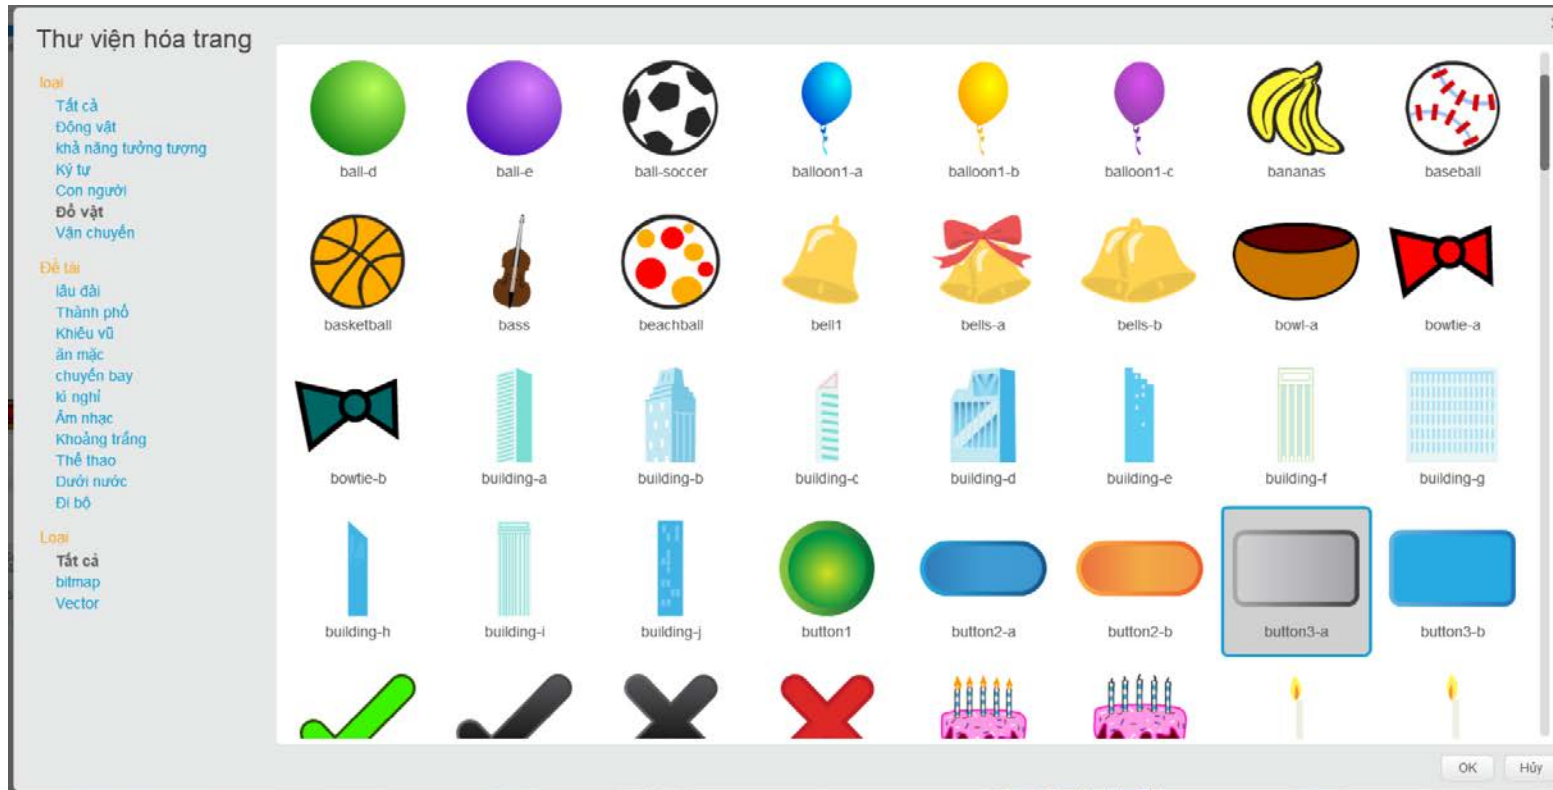 Thư viện hóa trang
loại
Tất cả
Động vật
khả năng tưởng tượng
Ký tự
Con người
Đồ vật
Vận chuyển
Đề tài
lâu đài
Thành phố
Khiêu vũ
ăn mặc
chuyến bay
kì nghỉ
Âm nhạc
Khoảng trắng
Thể thao
Dưới nước
Đi bộ
Loại
Tất cả
bitmap
Vector
ball-d ball-e ball-soccer balloon1-a balloon1-b balloon1-c bananas baseball
basketball bass beachball bell1 bells-a bells-b bowl-a bowtie-a
bowtie-b building-a building-b building-c building-d building-e building-f building-g
building-h building-i building-j button1 button2-a button2-b button3-a button3-b
OK Hủy